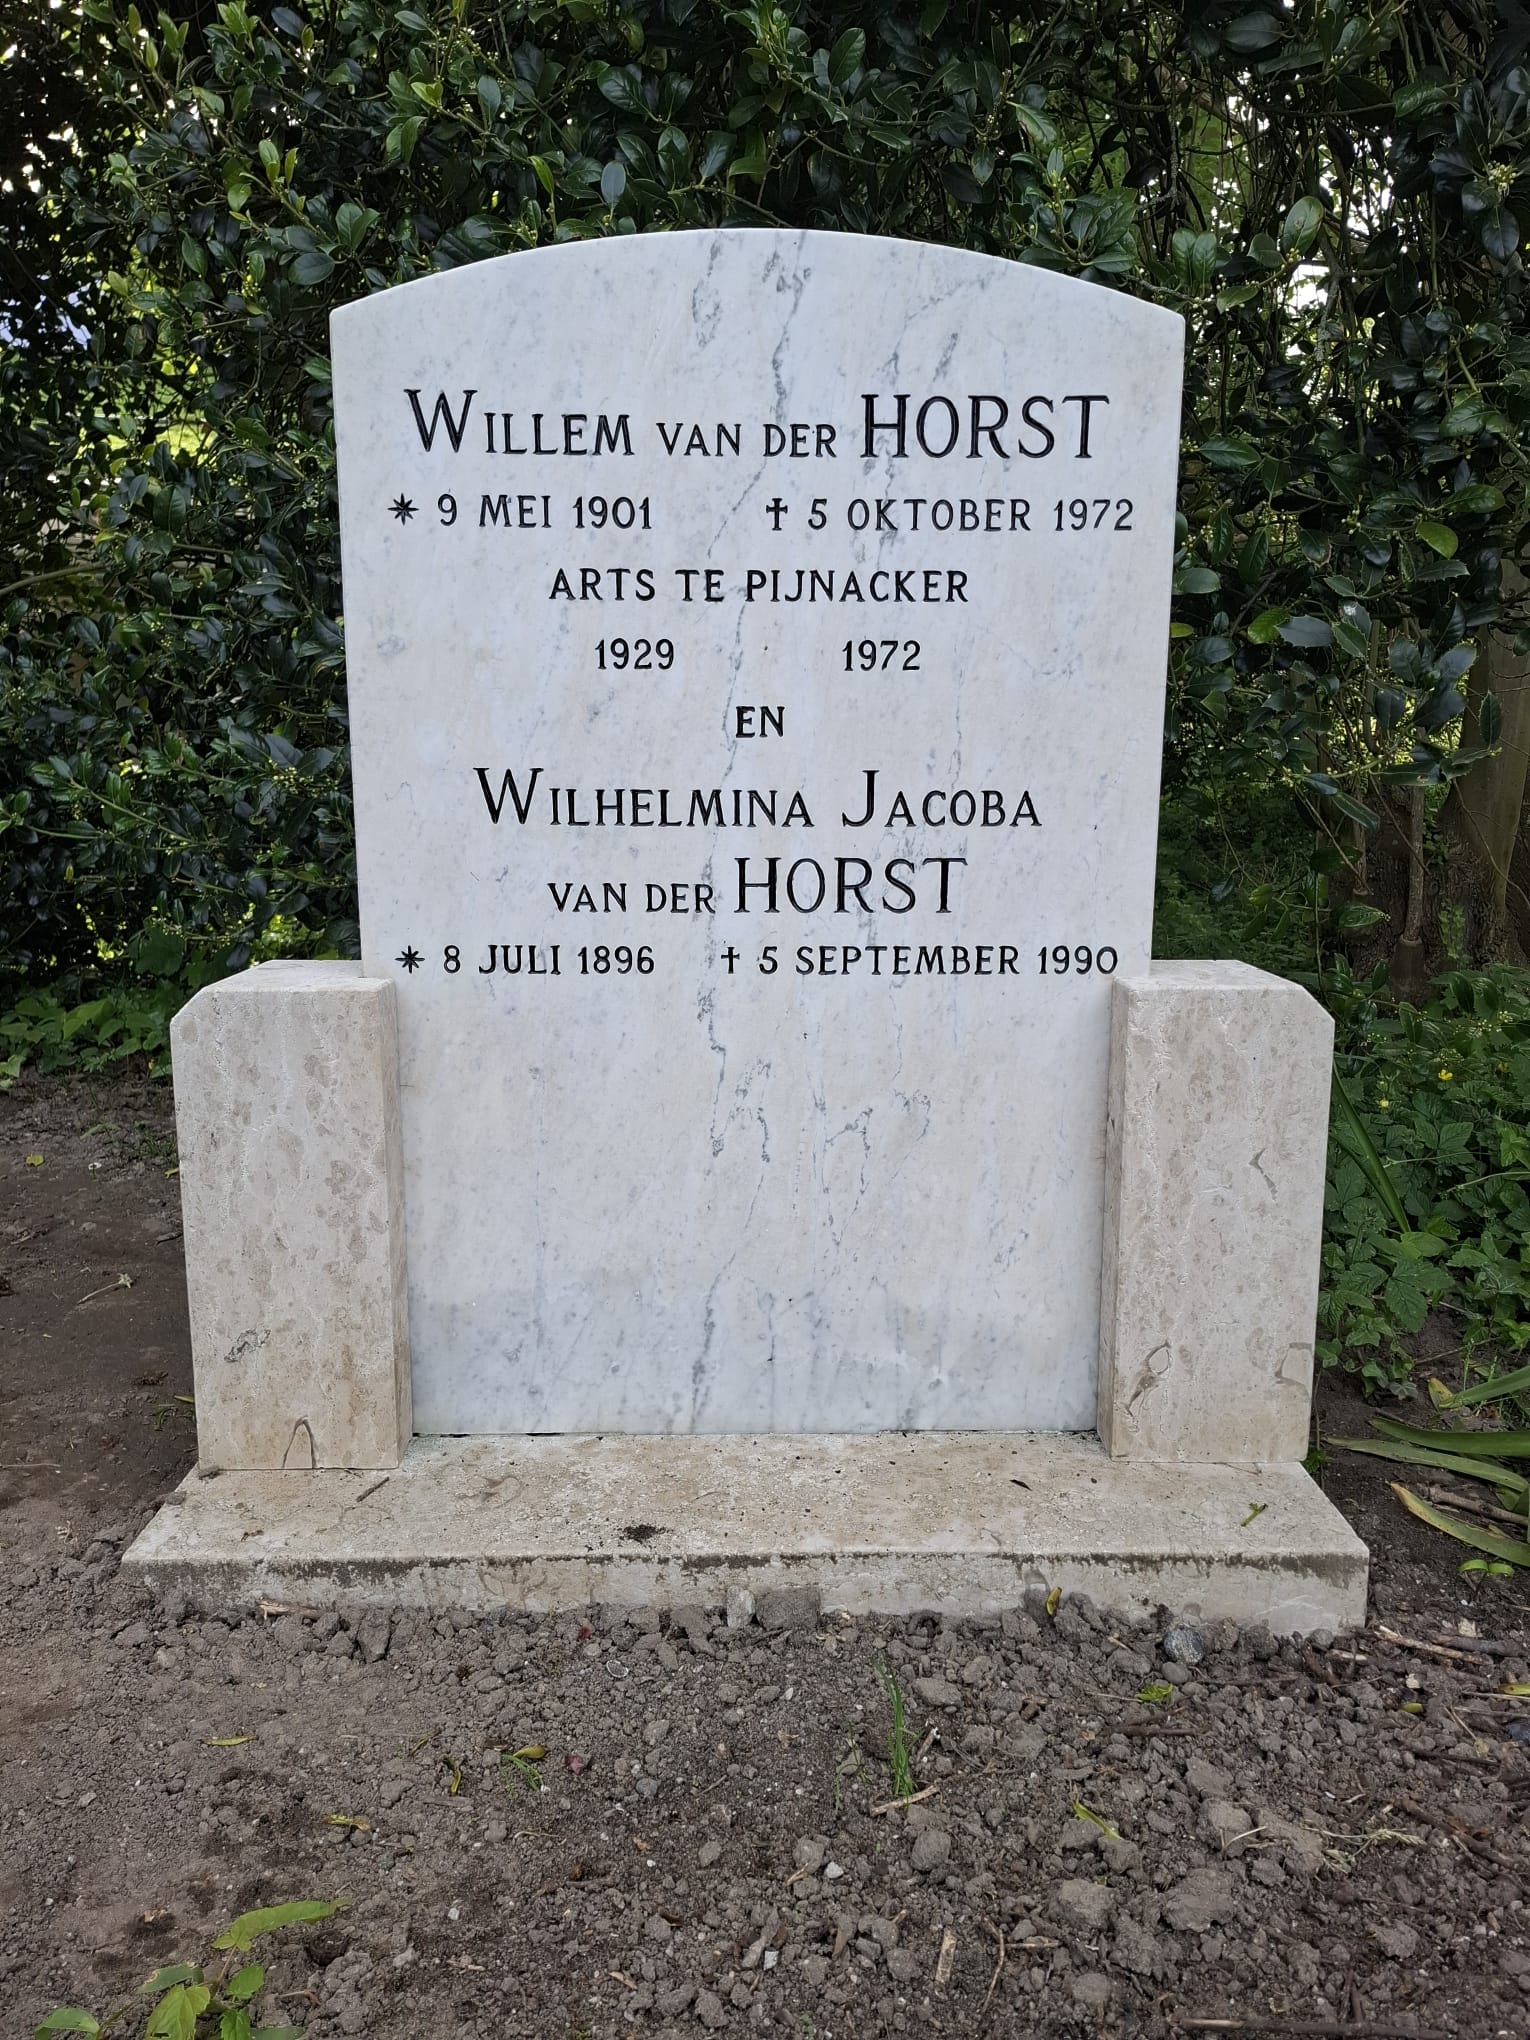 WILLEM VAN DER HORST
* 9 MEI 1901 † 5 OKTOBER 1972
ARTS TE PIJNACKER
1929 1972
EN
WILHELMINA JACOBA
VAN DER HORST
* 8 JULI 1896 † 5 SEPTEMBER 1990